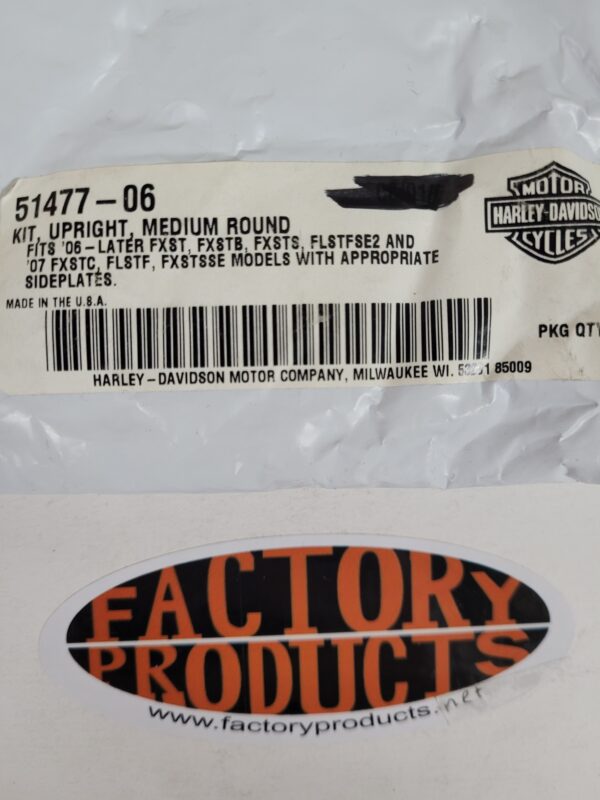 51477-06
KIT, UPRIGHT, MEDIUM ROUND
FITS '06-LATER FXST, FXSTB, FXSTS, FLSTFSE2 AND
'07 FXSTC, FLSTF, FXSTSSE MODELS WITH APPROPRIATE
SIDEPLATES.
MADE IN THE U.S.A.
MOTOR
HARLEY-DAVIDSON
CYCLES
PKG QTY
HARLEY-DAVIDSON MOTOR COMPANY, MILWAUKEE WI. 85009
FACTORY
PRODUCTS
www.factoryproducts.net